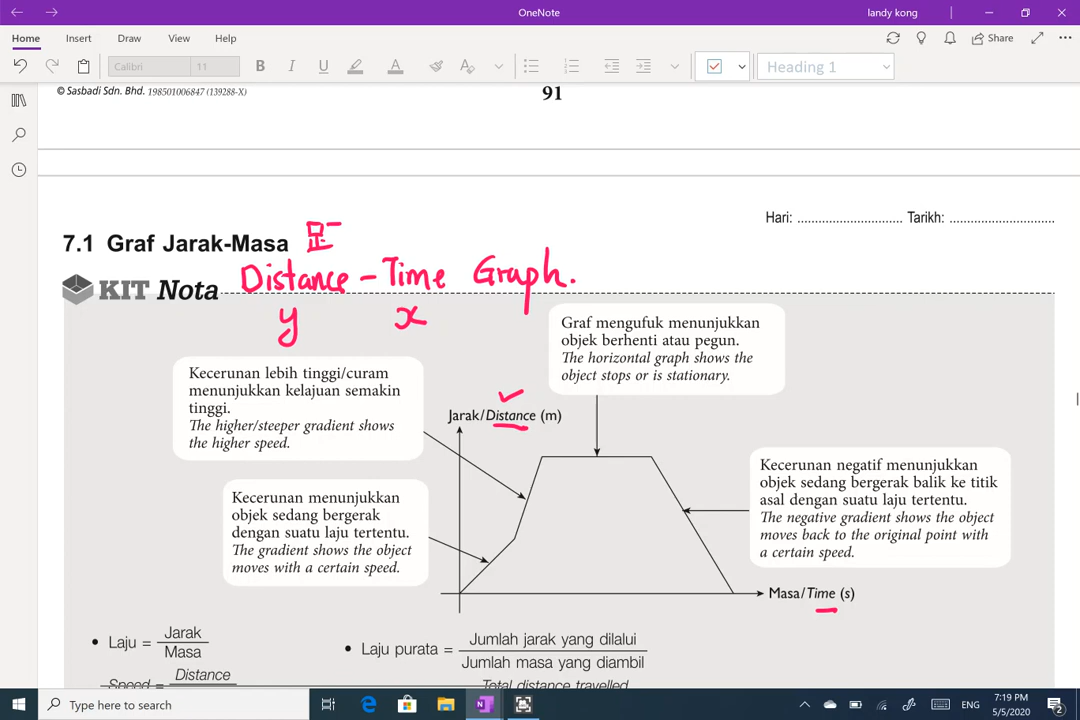 OneNote
landy kong
Home Insert Draw View Help
Share
Calibri 11 B I U A Heading 1
© Sasbadi Sdn. Bhd. 198501006847 (139288-X)
91
Hari: .............................. Tarikh: ..............................
7.1 Graf Jarak-Masa
Distance - Time Graph.
KIT Nota
y x
Graf mengufuk menunjukkan
objek berhenti atau pegun.
The horizontal graph shows the
object stops or is stationary.
Kecerunan lebih tinggi/curam
menunjukkan kelajuan semakin
tinggi.
The higher/steeper gradient shows
the higher speed.
Jarak/Distance (m)
Kecerunan negatif menunjukkan
objek sedang bergerak balik ke titik
asal dengan suatu laju tertentu.
The negative gradient shows the object
moves back to the original point with
a certain speed.
Kecerunan menunjukkan
objek sedang bergerak
dengan suatu laju tertentu.
The gradient shows the object
moves with a certain speed.
Masa/Time (s)
• Laju = Jarak
Masa
• Laju purata = Jumlah jarak yang dilalui
Jumlah masa yang diambil
Speed = Distance
Total distance travelled
Type here to search
ENG
7:19 PM
5/5/2020
2